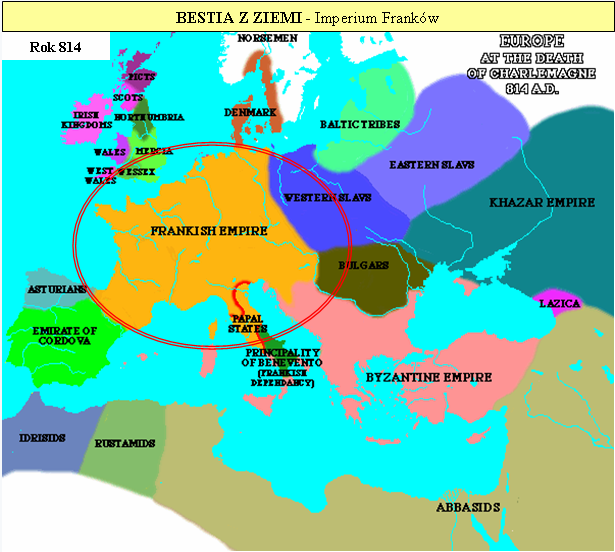 BESTIA Z ZIEMI - Imperium Franków
Rok 814
EUROPE
AT THE DEATH
OF CHARLEMAGNE
814 A.D.
NORSEMEN
PICTS
SCOTS
IRISH
KINGDOMS
NORTHUMBRIA
DENMARK
BALTIC TRIBES
WALES
MERCIA
WEST
WALES
WESSEX
EASTERN SLAVS
WESTERN SLAVS
KHAZAR EMPIRE
FRANKISH EMPIRE
BULGARS
ASTURIANS
LAZICA
PAPAL
STATES
EMIRATE OF
CORDOVA
PRINCIPALITY
OF BENEVENTO
(FRANKISH
DEPENDANCY)
BYZANTINE EMPIRE
IDRISIDS
RUSTAMIDS
ABBASIDS